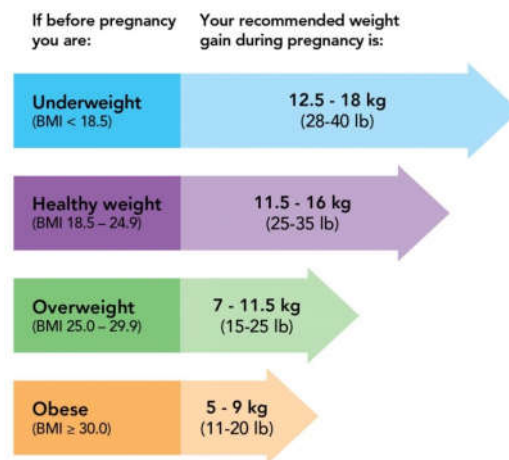 If before pregnancy
you are:
Your recommended weight
gain during pregnancy is:
Underweight
(BMI < 18.5)
12.5 - 18 kg
(28-40 lb)
Healthy weight
(BMI 18.5 – 24.9)
11.5 - 16 kg
(25-35 lb)
Overweight
(BMI 25.0 – 29.9)
7 - 11.5 kg
(15-25 lb)
Obese
(BMI ≥ 30.0)
5 - 9 kg
(11-20 lb)